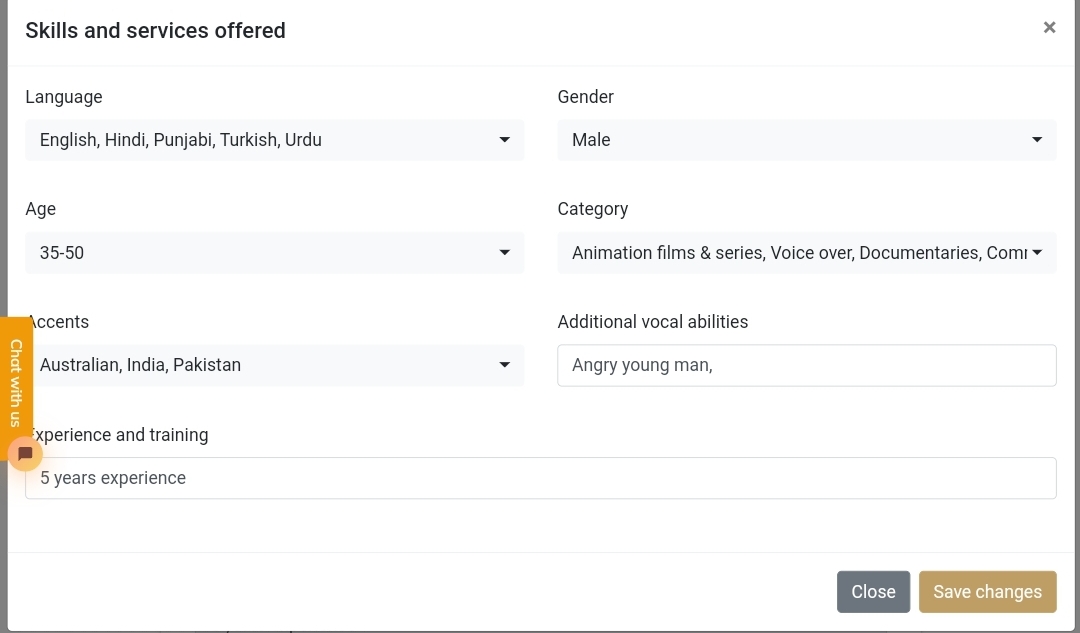 Skills and services offered
×
Language
Gender
English, Hindi, Punjabi, Turkish, Urdu
Male
Age
Category
35-50
Animation films & series, Voice over, Documentaries, Com
Accents
Additional vocal abilities
Australian, India, Pakistan
Angry young man,
Chat with us
Experience and training
5 years experience
Close
Save changes